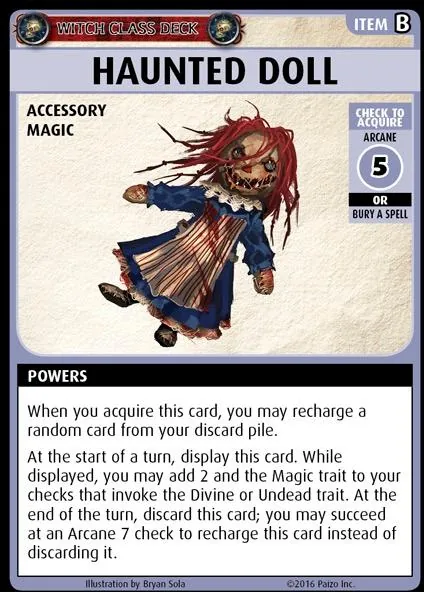 WITCH CLASS DECK
ITEM B
HAUNTED DOLL
ACCESSORY
MAGIC
CHECK TO
ACQUIRE
ARCANE
5
OR
BURY A SPELL
POWERS
When you acquire this card, you may recharge a
random card from your discard pile.
At the start of a turn, display this card. While
displayed, you may add 2 and the Magic trait to your
checks that invoke the Divine or Undead trait. At the
end of the turn, discard this card; you may succeed
at an Arcane 7 check to recharge this card instead of
discarding it.
Illustration by Bryan Sola
©2016 Paizo Inc.